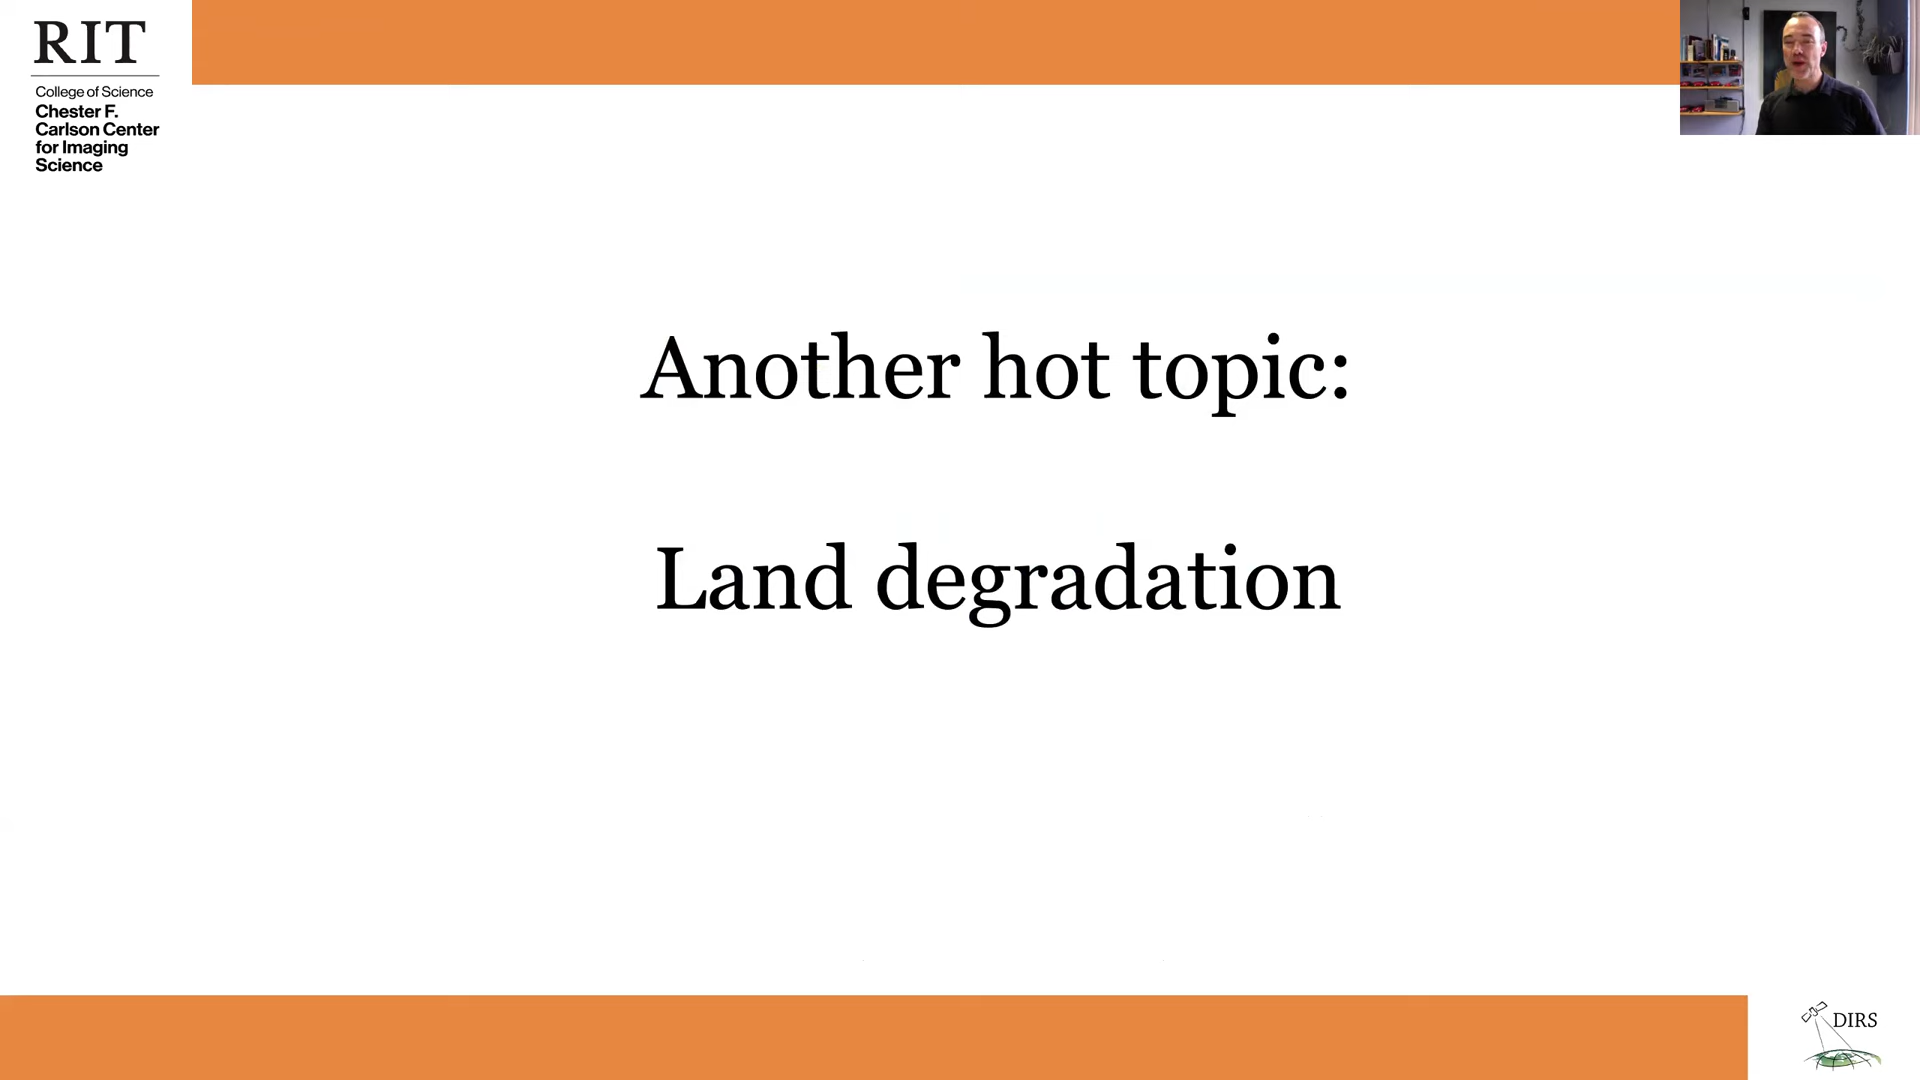 RIT
College of Science
Chester F.
Carlson Center
for Imaging
Science
Another hot topic:
Land degradation
DIRS